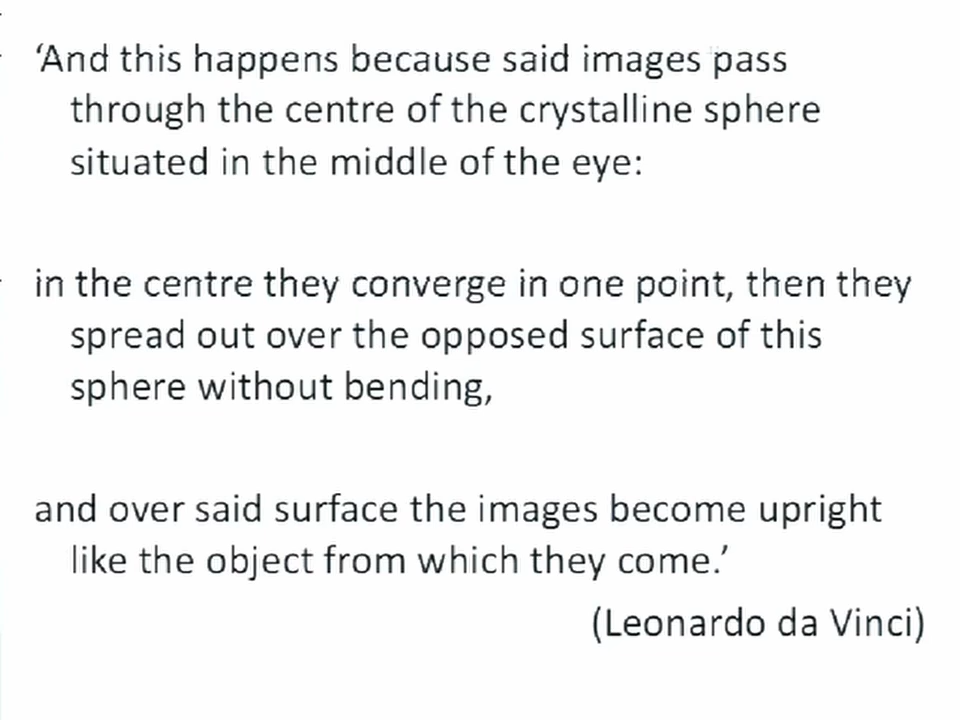 ‘And this happens because said images pass
through the centre of the crystalline sphere
situated in the middle of the eye:
in the centre they converge in one point, then they
spread out over the opposed surface of this
sphere without bending,
and over said surface the images become upright
like the object from which they come.’
(Leonardo da Vinci)